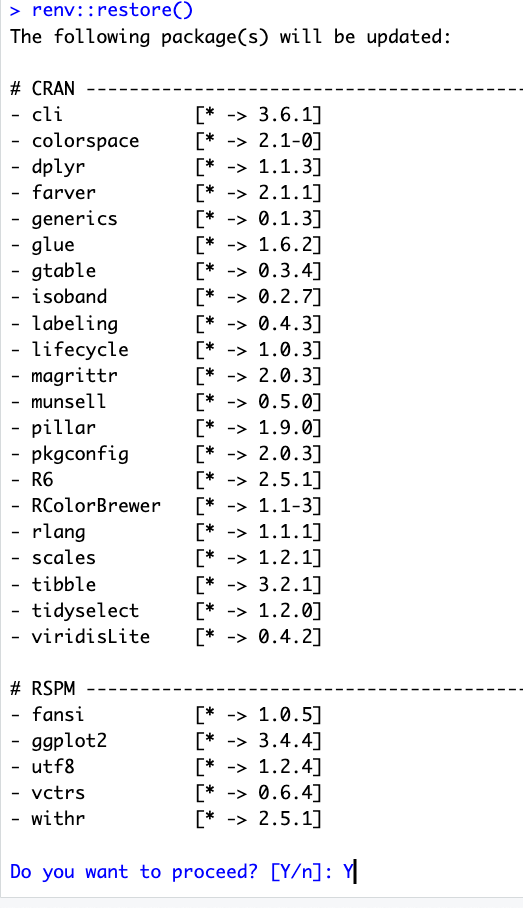 > renv::restore()
The following package(s) will be updated:

# CRAN -----------------------------------------
- cli            [* -> 3.6.1]
- colorspace     [* -> 2.1-0]
- dplyr          [* -> 1.1.3]
- farver         [* -> 2.1.1]
- generics       [* -> 0.1.3]
- glue           [* -> 1.6.2]
- gtable         [* -> 0.3.4]
- isoband        [* -> 0.2.7]
- labeling       [* -> 0.4.3]
- lifecycle      [* -> 1.0.3]
- magrittr       [* -> 2.0.3]
- munsell        [* -> 0.5.0]
- pillar         [* -> 1.9.0]
- pkgconfig      [* -> 2.0.3]
- R6             [* -> 2.5.1]
- RColorBrewer   [* -> 1.1-3]
- rlang          [* -> 1.1.1]
- scales         [* -> 1.2.1]
- tibble         [* -> 3.2.1]
- tidyselect     [* -> 1.2.0]
- viridisLite    [* -> 0.4.2]

# RSPM -----------------------------------------
- fansi          [* -> 1.0.5]
- ggplot2        [* -> 3.4.4]
- utf8           [* -> 1.2.4]
- vctrs          [* -> 0.6.4]
- withr          [* -> 2.5.1]

Do you want to proceed? [Y/n]: Y